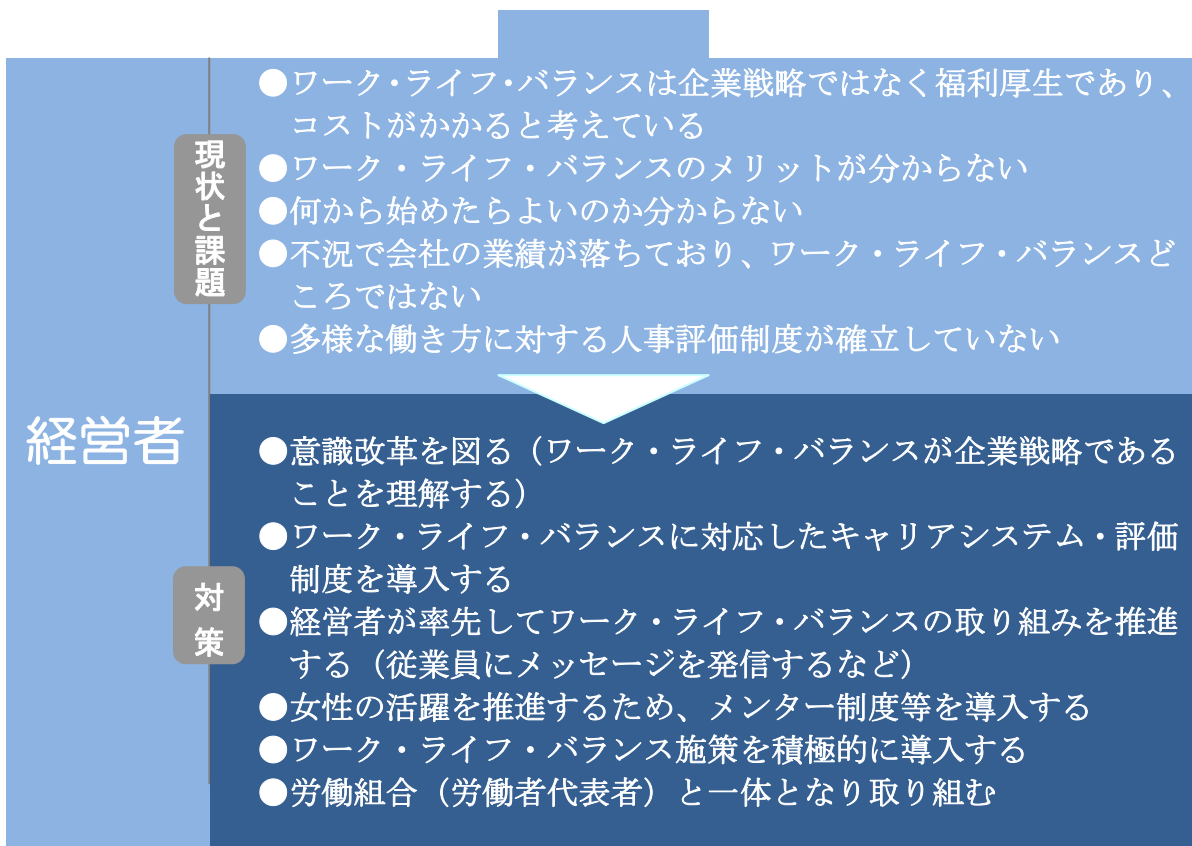 経営者
現状と課題
●ワーク・ライフ・バランスは企業戦略ではなく福利厚生であり、
コストがかかると考えている
●ワーク・ライフ・バランスのメリットが分からない
●何から始めたらよいのか分からない
●不況で会社の業績が落ちており、ワーク・ライフ・バランスど
ころではない
●多様な働き方に対する人事評価制度が確立していない
対策
●意識改革を図る（ワーク・ライフ・バランスが企業戦略である
ことを理解する）
●ワーク・ライフ・バランスに対応したキャリアシステム・評価
制度を導入する
●経営者が率先してワーク・ライフ・バランスの取り組みを推進
する（従業員にメッセージを発信するなど）
●女性の活躍を推進するため、メンター制度等を導入する
●ワーク・ライフ・バランス施策を積極的に導入する
●労働組合（労働者代表者）と一体となり取り組む